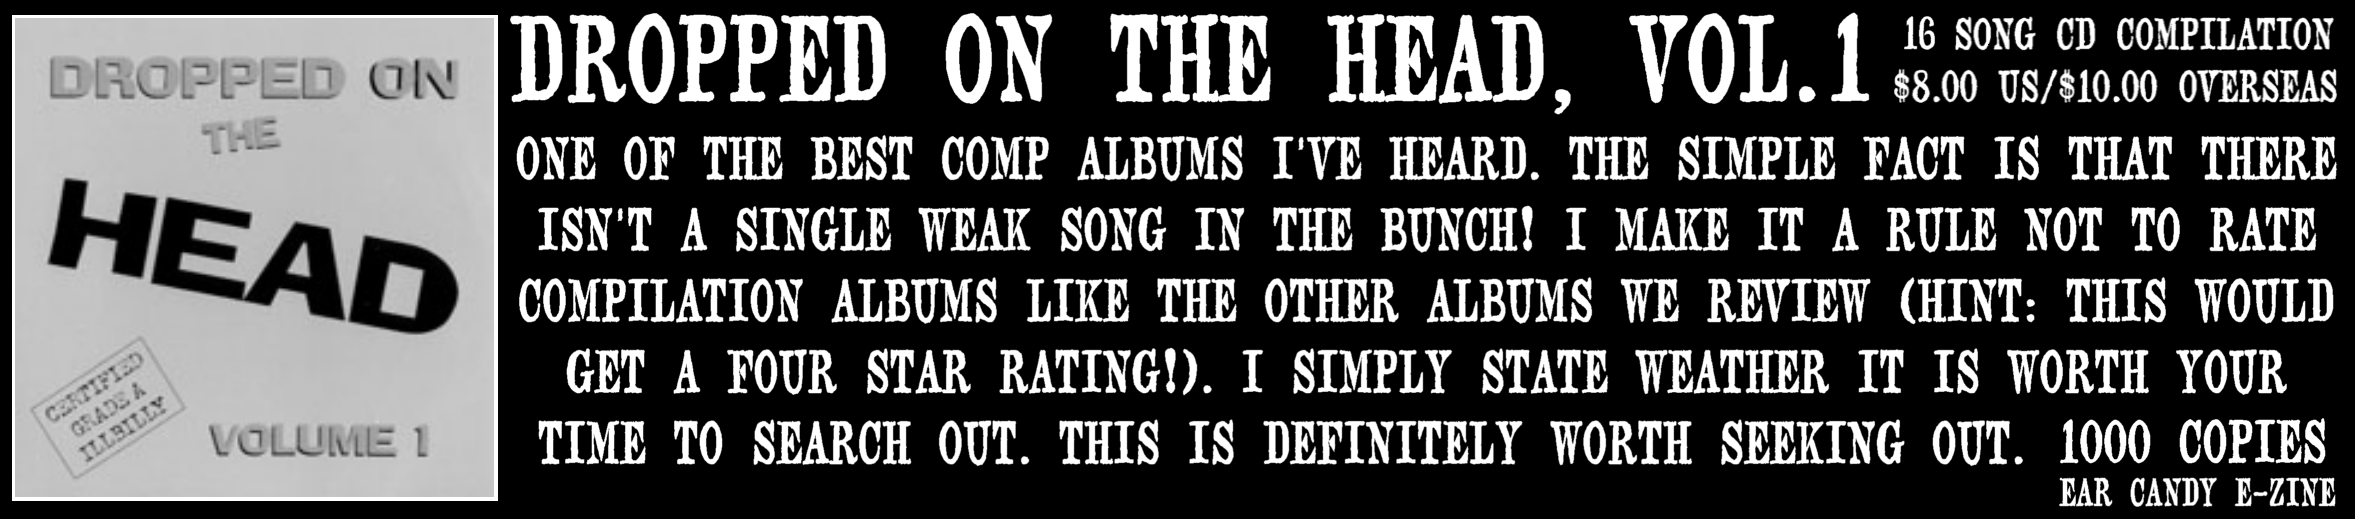 DROPPED ON
THE
HEAD
CERTIFIED
GRADE A
ILLBILLY
VOLUME 1
DROPPED ON THE HEAD, VOL.1
16 SONG CD COMPILATION
$8.00 US/$10.00 OVERSEAS
ONE OF THE BEST COMP ALBUMS I'VE HEARD. THE SIMPLE FACT IS THAT THERE
ISN'T A SINGLE WEAK SONG IN THE BUNCH! I MAKE IT A RULE NOT TO RATE
COMPILATION ALBUMS LIKE THE OTHER ALBUMS WE REVIEW (HINT: THIS WOULD
GET A FOUR STAR RATING!). I SIMPLY STATE WEATHER IT IS WORTH YOUR
TIME TO SEARCH OUT. THIS IS DEFINITELY WORTH SEEKING OUT. 1000 COPIES
EAR CANDY E-ZINE